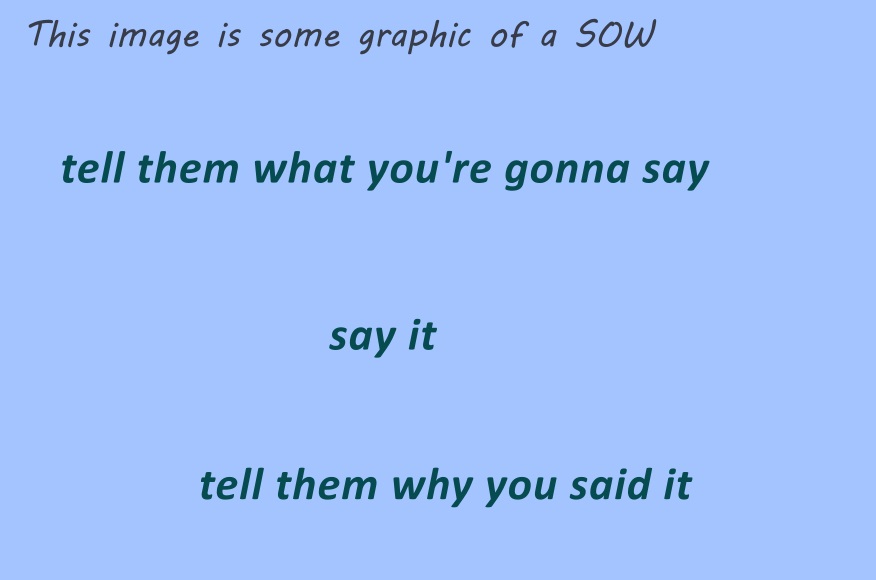 This image is some graphic of a SOW
tell them what you're gonna say
say it
tell them why you said it